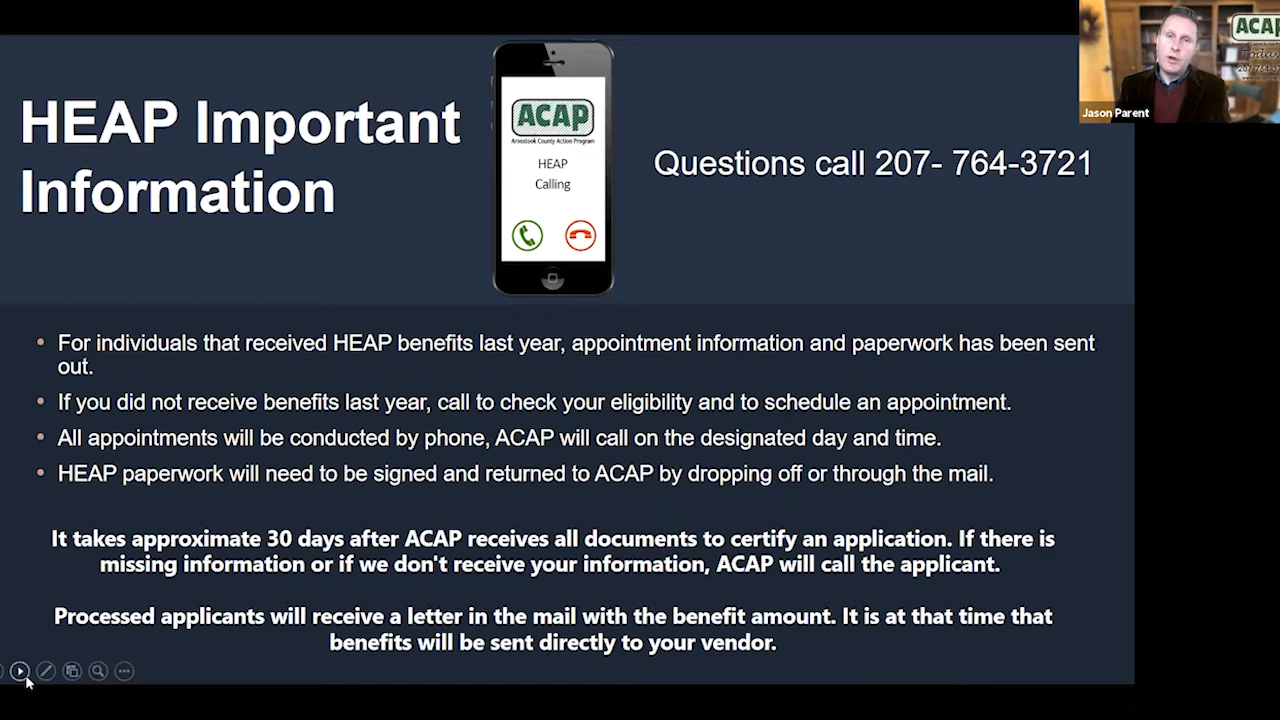 HEAP Important
Information
ACAP
Aroostook County Action Program
HEAP
Calling
Questions call 207- 764-3721
ACAP
Today
Jason Parent
• For individuals that received HEAP benefits last year, appointment information and paperwork has been sent
out.
• If you did not receive benefits last year, call to check your eligibility and to schedule an appointment.
• All appointments will be conducted by phone, ACAP will call on the designated day and time.
• HEAP paperwork will need to be signed and returned to ACAP by dropping off or through the mail.
It takes approximate 30 days after ACAP receives all documents to certify an application. If there is
missing information or if we don't receive your information, ACAP will call the applicant.
Processed applicants will receive a letter in the mail with the benefit amount. It is at that time that
benefits will be sent directly to your vendor.